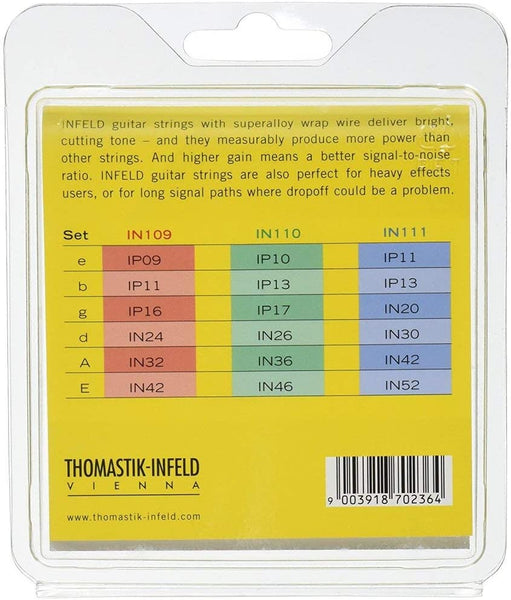 INFELD guitar strings with superalloy wrap wire deliver bright,
cutting tone – and they measurably produce more power than
other strings. And higher gain means a better signal-to-noise
ratio. INFELD guitar strings are also perfect for heavy effects
users, or for long signal paths where dropoff could be a problem.
Set IN109 IN110 IN111
e IP09 IP10 IP11
b IP11 IP13 IP13
g IP16 IP17 IN20
d IN24 IN26 IN30
A IN32 IN36 IN42
E IN42 IN46 IN52
THOMASTIK-INFELD
VIENNA
www.thomastik-infeld.com
9 003918 702364